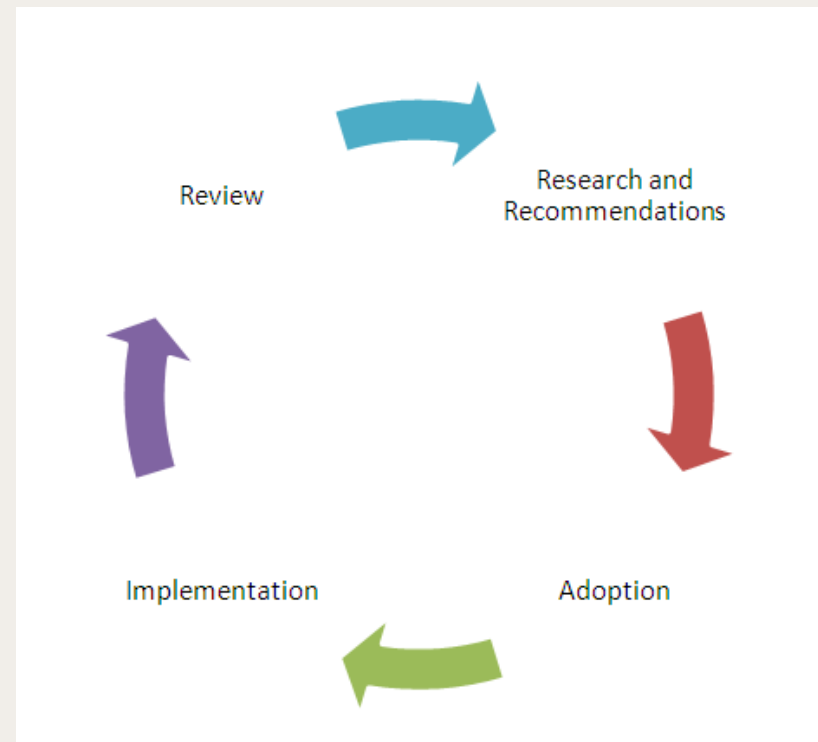 Review
Research and
Recommendations
Implementation
Adoption